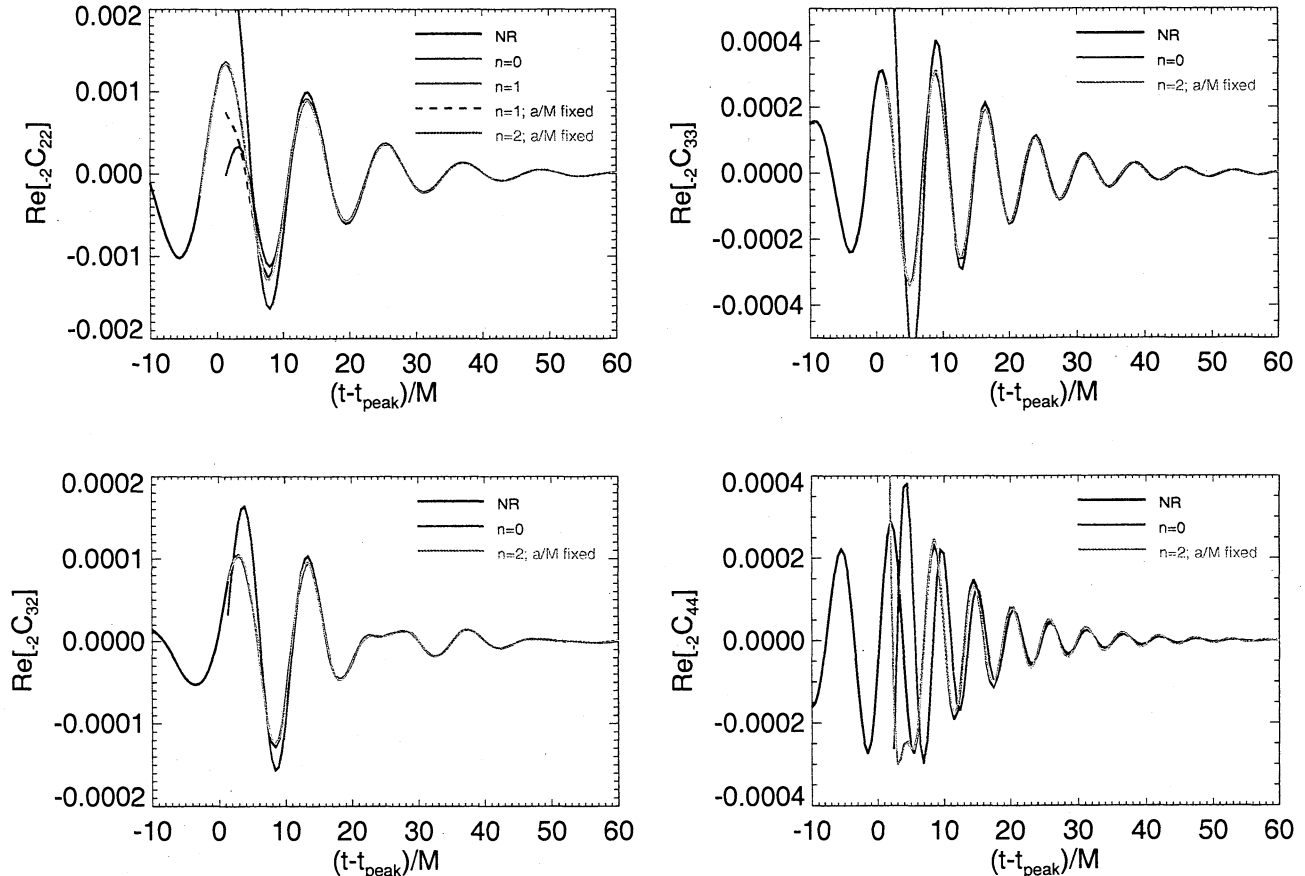 0.002
0.001
0.000
-0.001
-0.002
Re[-2C22]
NR
n=0
n=1
n=1; a/M fixed
n=2; a/M fixed
-10 0 10 20 30 40 50 60
(t-tpeak)/M
0.0004
0.0002
0.0000
-0.0002
-0.0004
Re[-2C33]
NR
n=0
n=2; a/M fixed
-10 0 10 20 30 40 50 60
(t-tpeak)/M
0.0002
0.0001
0.0000
-0.0001
-0.0002
Re[-2C32]
NR
n=0
n=2; a/M fixed
-10 0 10 20 30 40 50 60
(t-tpeak)/M
0.0004
0.0002
0.0000
-0.0002
-0.0004
Re[-2C44]
NR
n=0
n=2; a/M fixed
-10 0 10 20 30 40 50 60
(t-tpeak)/M